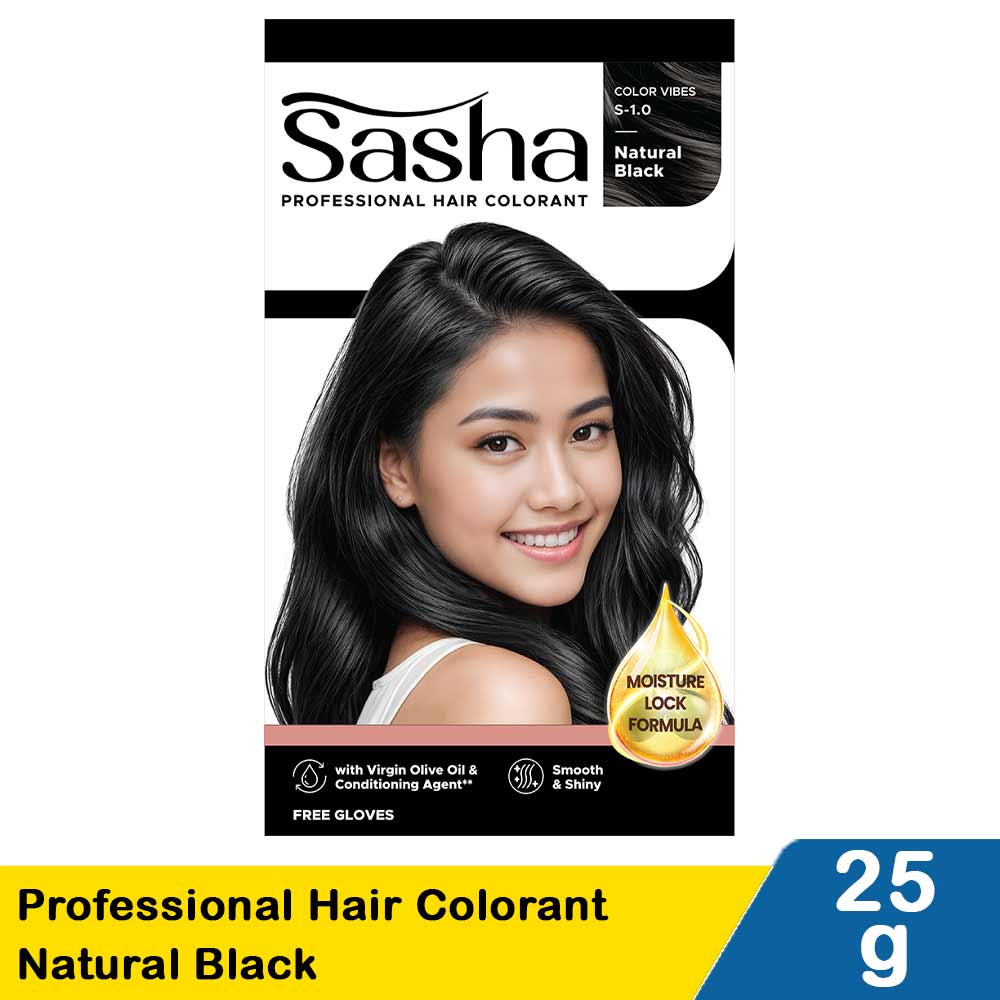 Sasha
PROFESSIONAL HAIR COLORANT
COLOR VIBES
S-1.0
Natural
Black
MOISTURE
LOCK
FORMULA
with Virgin Olive Oil &
Conditioning Agent**
Smooth
& Shiny
FREE GLOVES
Professional Hair Colorant
Natural Black
25
g